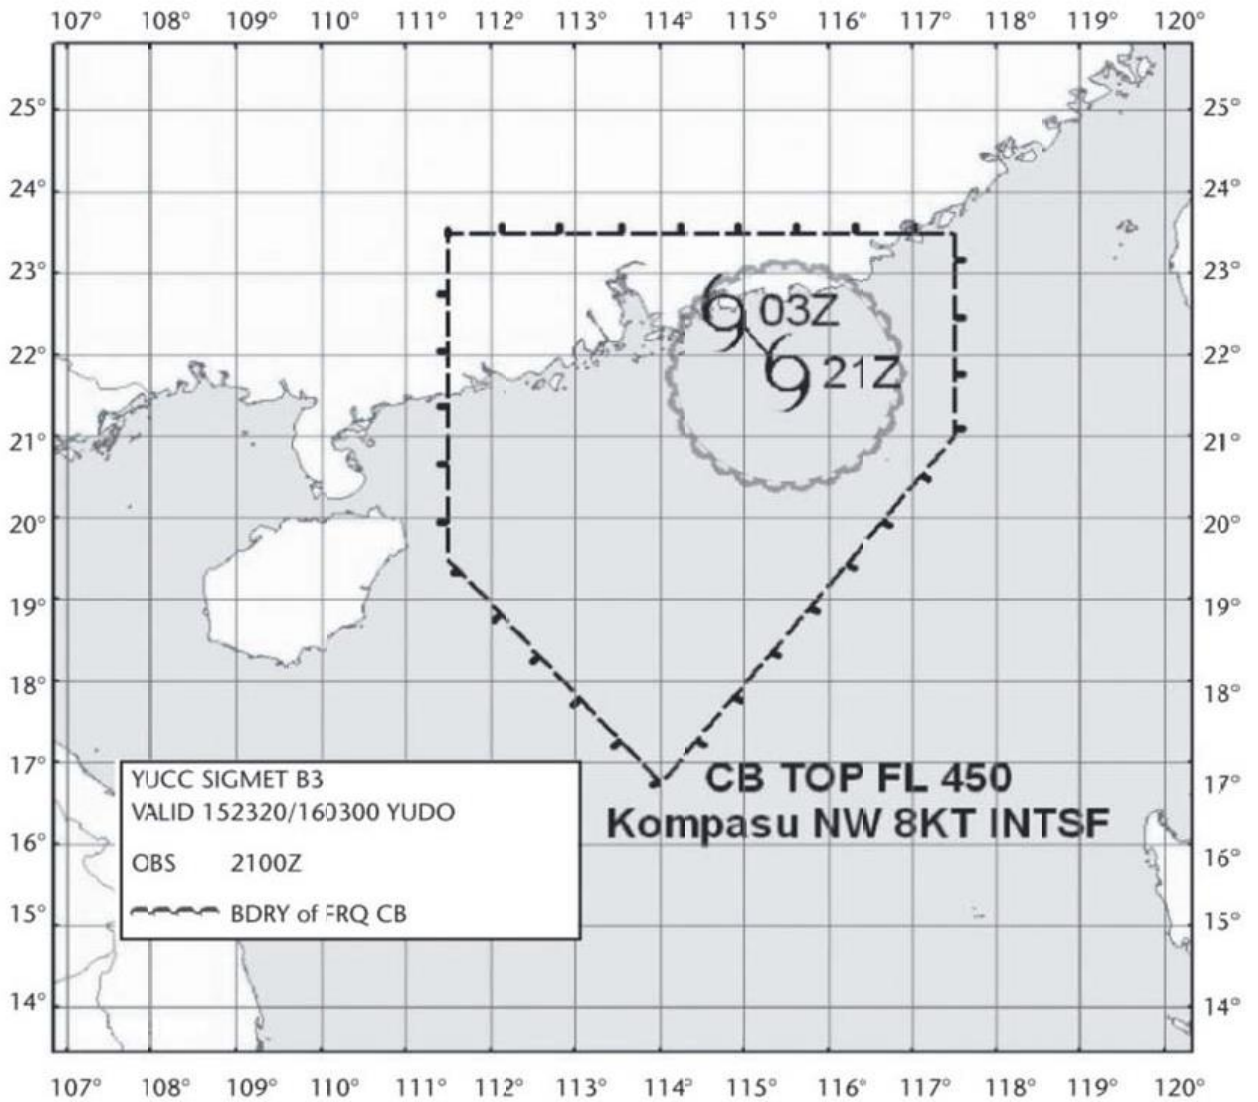 107° 108° 109° 110° 111° 112° 113° 114° 115° 116° 117° 118° 119° 120°
25° 25°
24° 24°
23° 23°
03Z
22° 22°
21Z
21° 21°
20° 20°
19° 19°
18° 18°
17° 17°
CB TOP FL 450
Kompasu NW 8KT INTSF
YUCC SIGMET B3
VALID 152320/160300 YUDO
16° 16°
OBS 2100Z
15° 15°
BDRY of FRQ CB
14° 14°
107° 108° 109° 110° 111° 112° 113° 114° 115° 116° 117° 118° 119° 120°